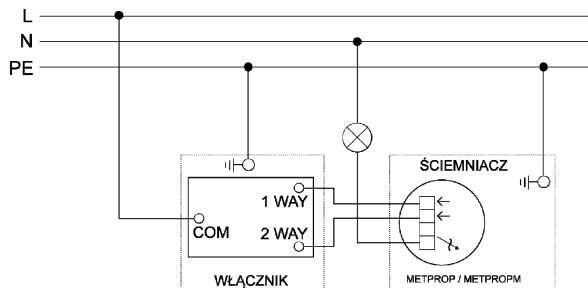 L
N
PE
ŚCIEMNIACZ
1 WAY
COM
2 WAY
WŁĄCZNIK
METPROP / METPROPM